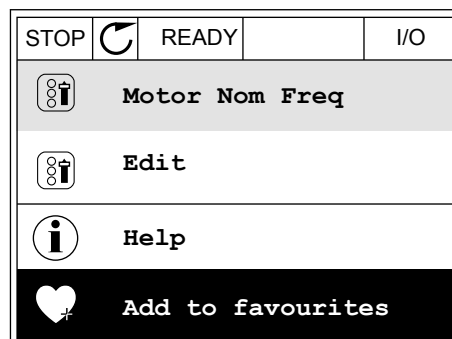 STOP READY I/O
Motor Nom Freq
Edit
Help
Add to favourites